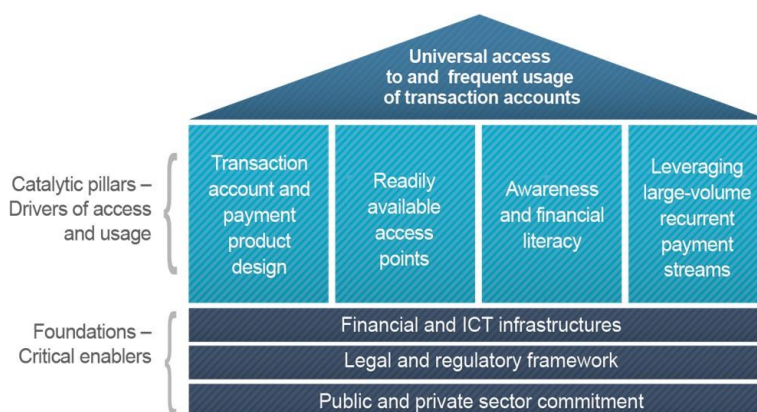 Universal access
to and frequent usage
of transaction accounts
Catalytic pillars –
Drivers of access
and usage
Transaction
account and
payment
product
design
Readily
available
access
points
Awareness
and financial
literacy
Leveraging
large-volume
recurrent
payment
streams
Foundations –
Critical enablers
Financial and ICT infrastructures
Legal and regulatory framework
Public and private sector commitment